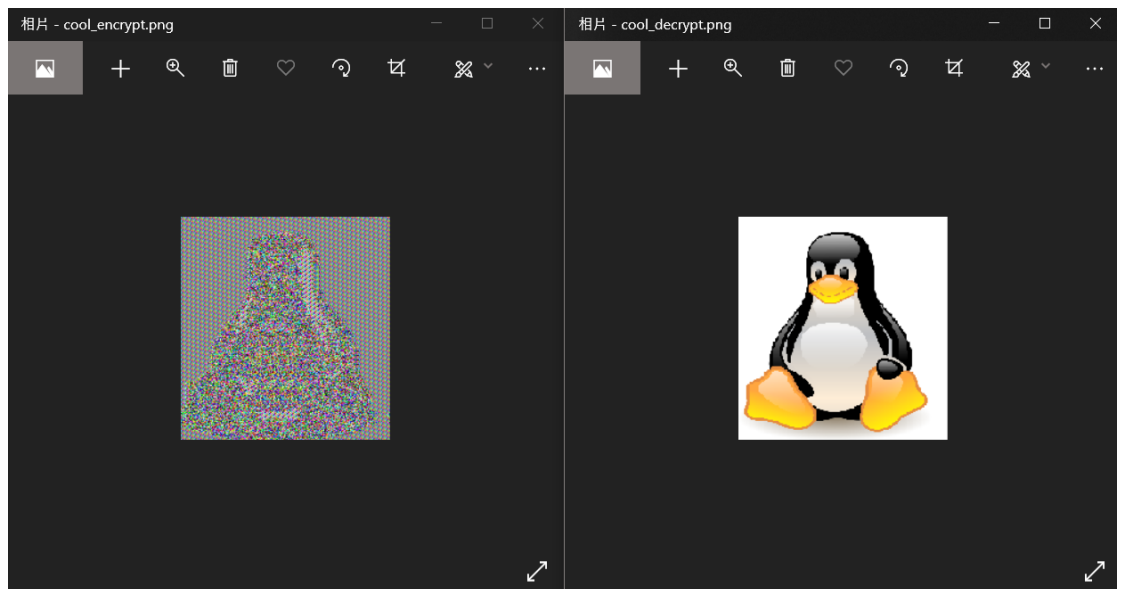 相片 - cool_encrypt.png
相片 - cool_decrypt.png